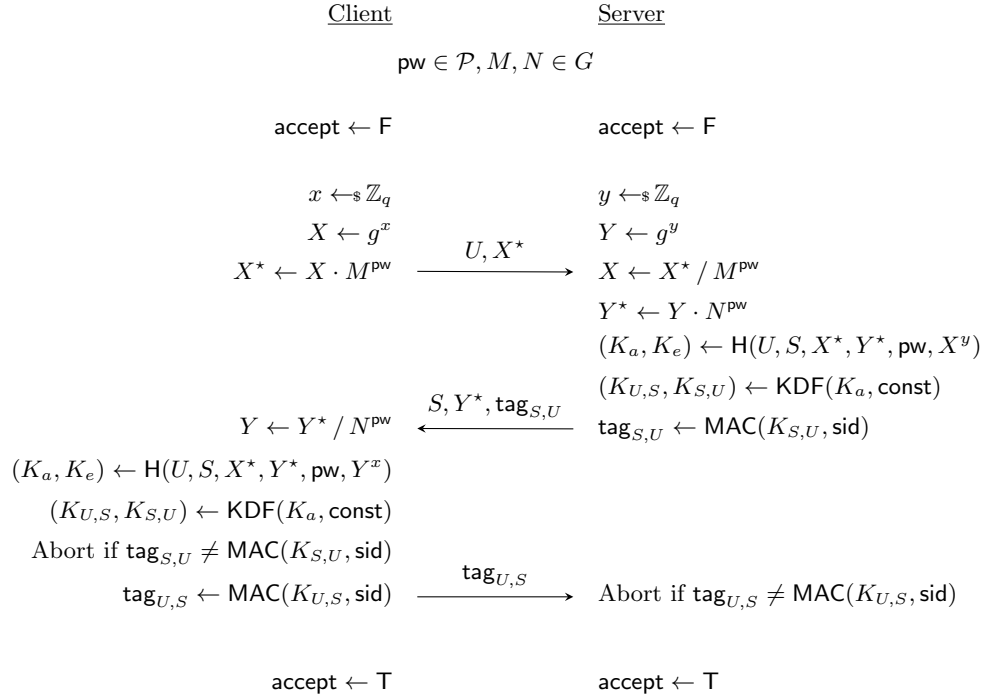 Client Server
pw ∈ 𝒫, M, N ∈ G
accept ← F accept ← F
x ←$ ℤ_q y ←$ ℤ_q
X ← g^x Y ← g^y
U, X^⋆
X^⋆ ← X · M^pw X ← X^⋆ / M^pw
Y^⋆ ← Y · N^pw
(K_a, K_e) ← H(U, S, X^⋆, Y^⋆, pw, X^y)
(K_{U,S}, K_{S,U}) ← KDF(K_a, const)
S, Y^⋆, tag_{S,U}
Y ← Y^⋆ / N^pw tag_{S,U} ← MAC(K_{S,U}, sid)
(K_a, K_e) ← H(U, S, X^⋆, Y^⋆, pw, Y^x)
(K_{U,S}, K_{S,U}) ← KDF(K_a, const)
Abort if tag_{S,U} ≠ MAC(K_{S,U}, sid)
tag_{U,S}
tag_{U,S} ← MAC(K_{U,S}, sid) Abort if tag_{U,S} ≠ MAC(K_{U,S}, sid)
accept ← T accept ← T